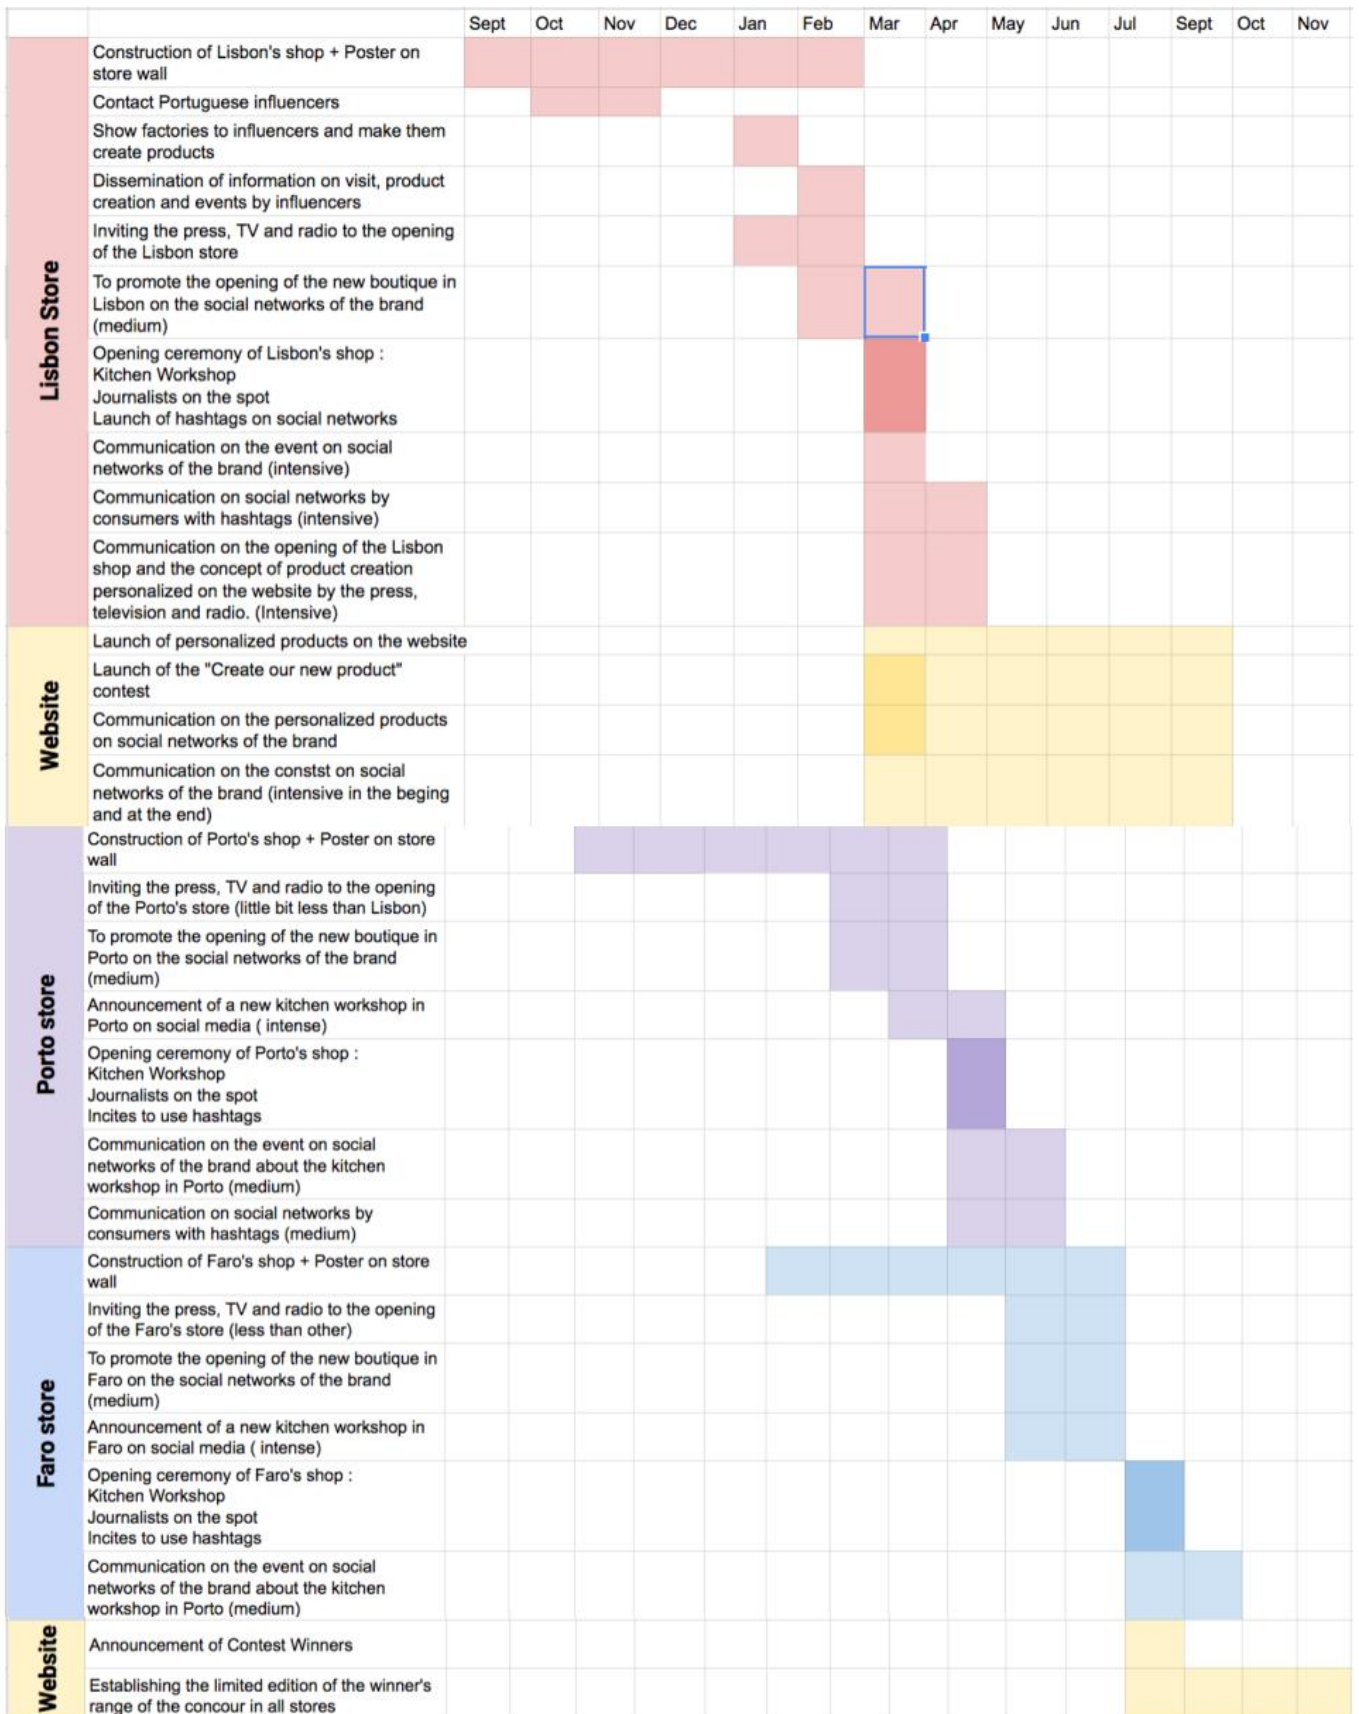 Sept Oct Nov Dec Jan Feb Mar Apr May Jun Jul Sept Oct Nov
Lisbon Store
Construction of Lisbon's shop + Poster on
store wall
Contact Portuguese influencers
Show factories to influencers and make them
create products
Dissemination of information on visit, product
creation and events by influencers
Inviting the press, TV and radio to the opening
of the Lisbon store
To promote the opening of the new boutique in
Lisbon on the social networks of the brand
(medium)
Opening ceremony of Lisbon's shop :
Kitchen Workshop
Journalists on the spot
Launch of hashtags on social networks
Communication on the event on social
networks of the brand (intensive)
Communication on social networks by
consumers with hashtags (intensive)
Communication on the opening of the Lisbon
shop and the concept of product creation
personalized on the website by the press,
television and radio. (Intensive)
Website
Launch of personalized products on the website
Launch of the "Create our new product"
contest
Communication on the personalized products
on social networks of the brand
Communication on the constst on social
networks of the brand (intensive in the beging
and at the end)
Porto store
Construction of Porto's shop + Poster on store
wall
Inviting the press, TV and radio to the opening
of the Porto's store (little bit less than Lisbon)
To promote the opening of the new boutique in
Porto on the social networks of the brand
(medium)
Announcement of a new kitchen workshop in
Porto on social media ( intense)
Opening ceremony of Porto's shop :
Kitchen Workshop
Journalists on the spot
Incites to use hashtags
Communication on the event on social
networks of the brand about the kitchen
workshop in Porto (medium)
Communication on social networks by
consumers with hashtags (medium)
Faro store
Construction of Faro's shop + Poster on store
wall
Inviting the press, TV and radio to the opening
of the Faro's store (less than other)
To promote the opening of the new boutique in
Faro on the social networks of the brand
(medium)
Announcement of a new kitchen workshop in
Faro on social media ( intense)
Opening ceremony of Faro's shop :
Kitchen Workshop
Journalists on the spot
Incites to use hashtags
Communication on the event on social
networks of the brand about the kitchen
workshop in Porto (medium)
Website
Announcement of Contest Winners
Establishing the limited edition of the winner's
range of the concour in all stores